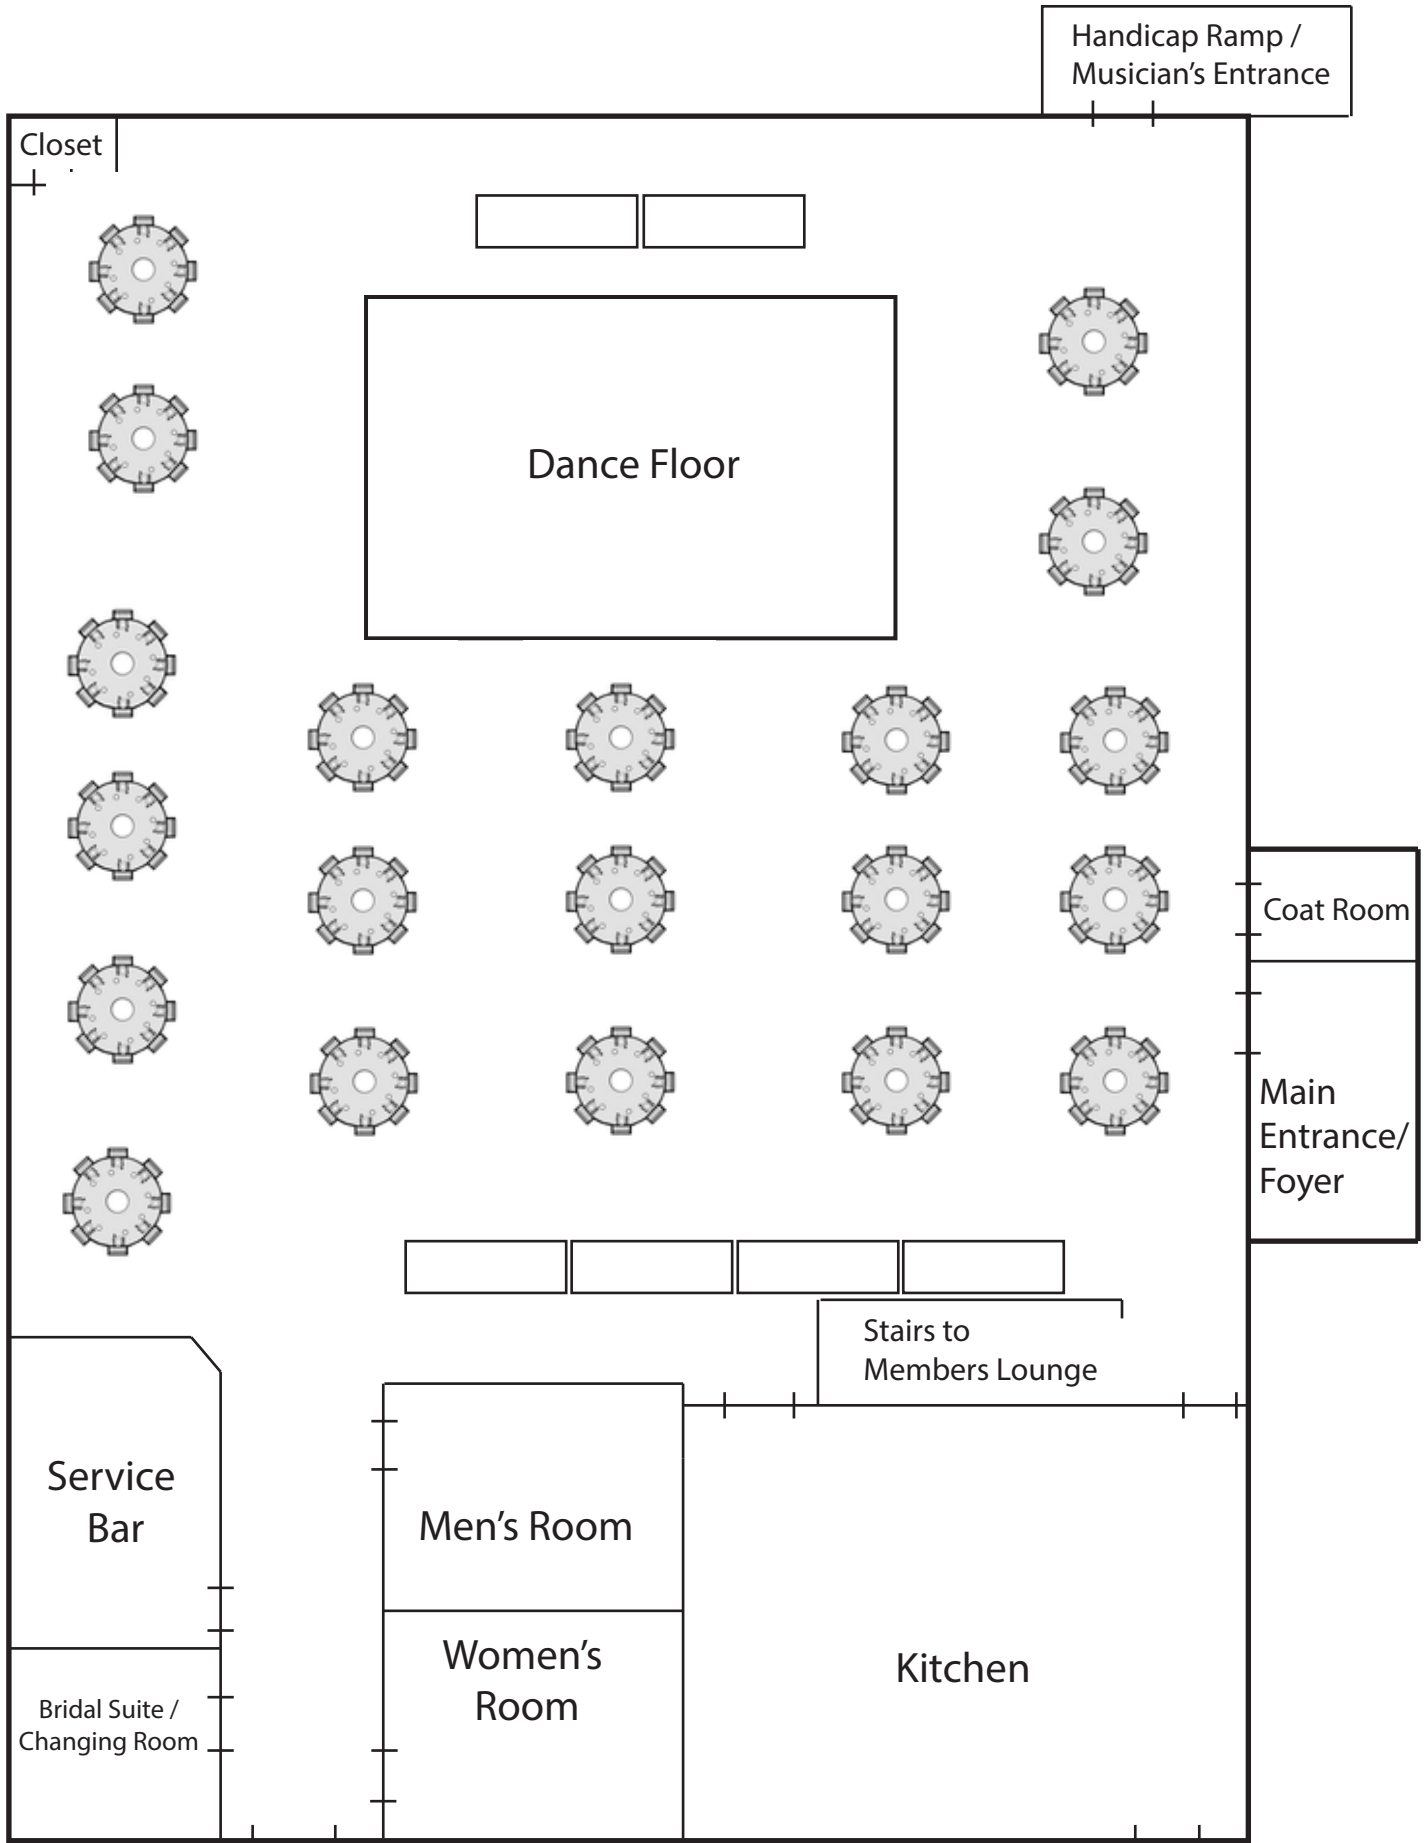 Handicap Ramp /
Musician’s Entrance
Closet
Dance Floor
Coat Room
Main
Entrance/
Foyer
Stairs to
Members Lounge
Service
Bar
Men’s Room
Women’s
Room
Kitchen
Bridal Suite /
Changing Room